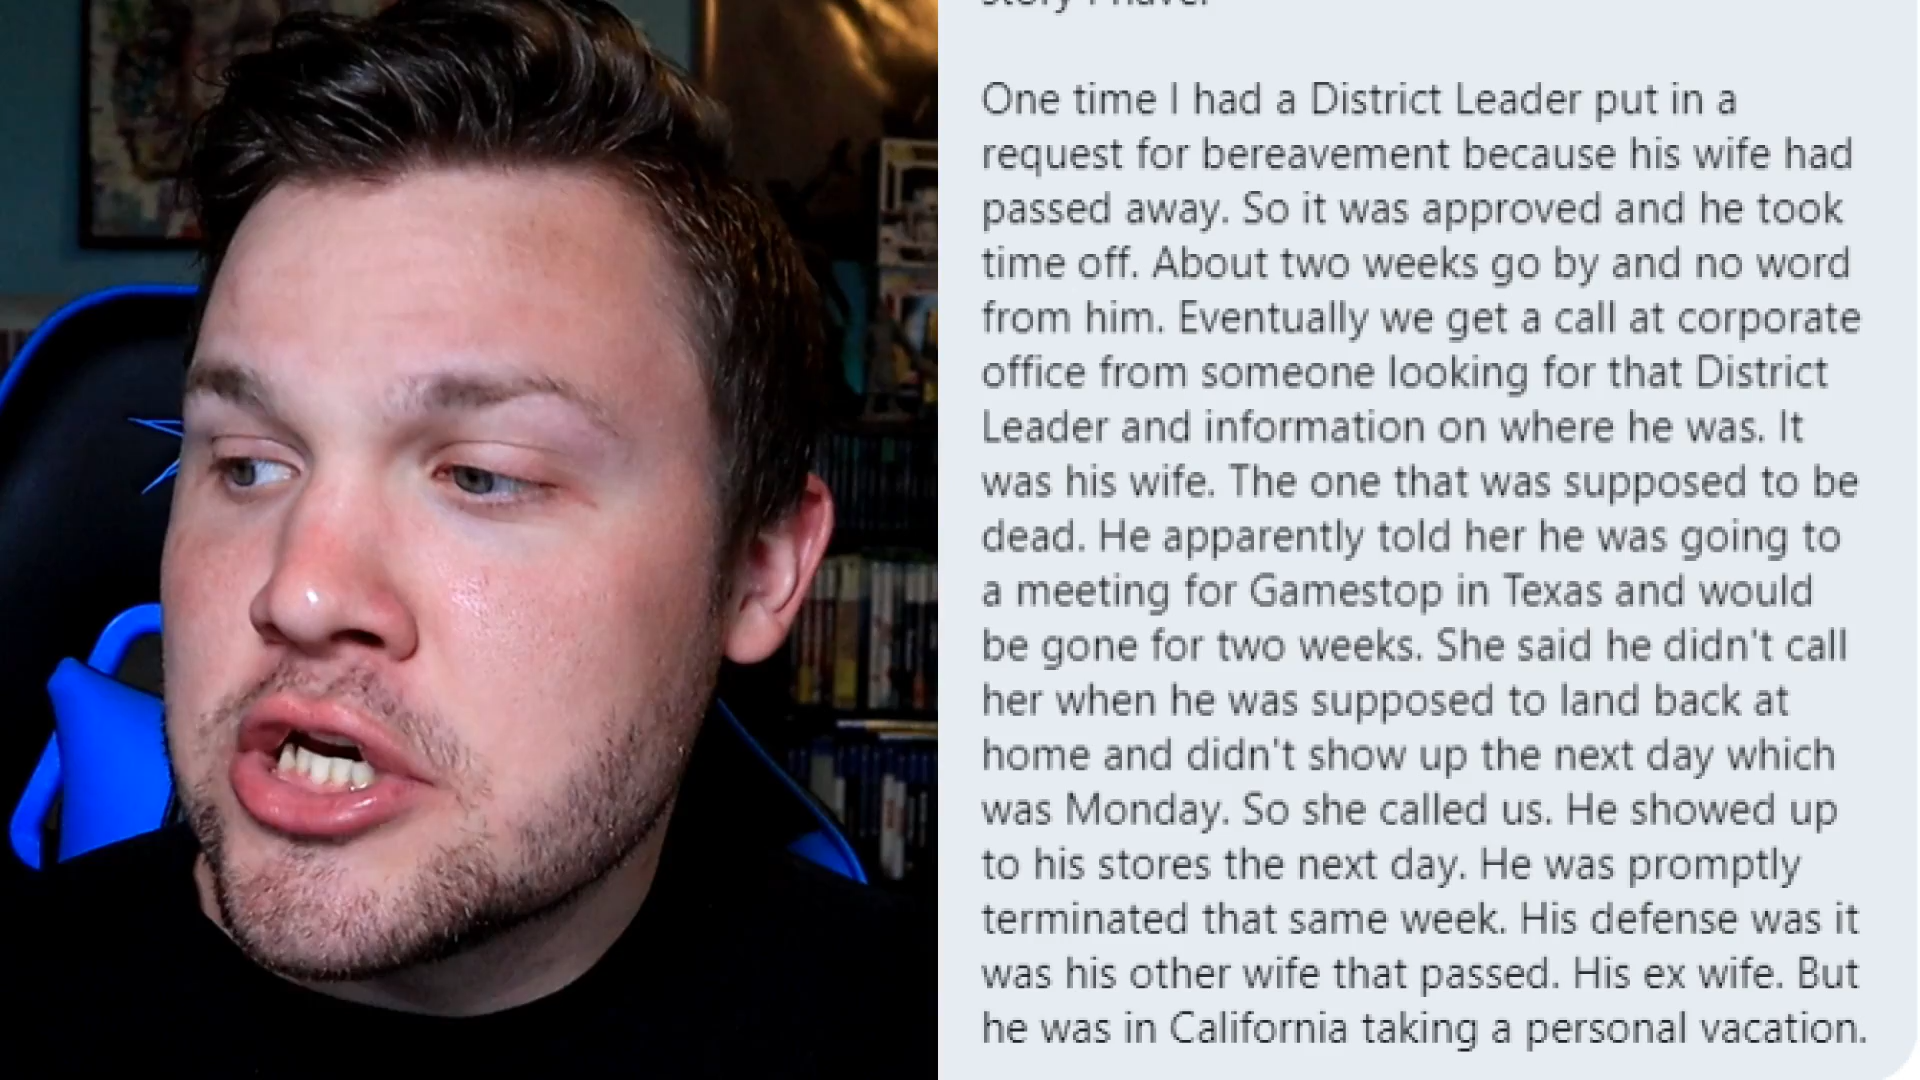 story I have.
One time I had a District Leader put in a
request for bereavement because his wife had
passed away. So it was approved and he took
time off. About two weeks go by and no word
from him. Eventually we get a call at corporate
office from someone looking for that District
Leader and information on where he was. It
was his wife. The one that was supposed to be
dead. He apparently told her he was going to
a meeting for Gamestop in Texas and would
be gone for two weeks. She said he didn't call
her when he was supposed to land back at
home and didn't show up the next day which
was Monday. So she called us. He showed up
to his stores the next day. He was promptly
terminated that same week. His defense was it
was his other wife that passed. His ex wife. But
he was in California taking a personal vacation.